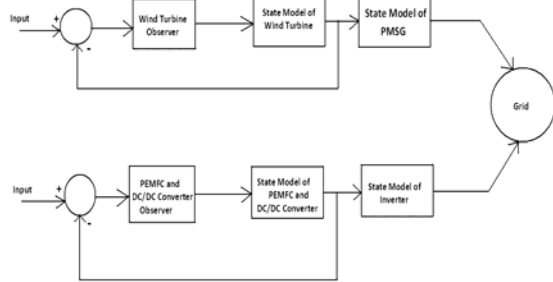 Input
+
-
Wind Turbine
Observer
State Model of
Wind Turbine
State Model of
PMSG
Grid
Input
+
-
PEMFC and
DC/DC Converter
Observer
State Model of
PEMFC and
DC/DC Converter
State Model of
Inverter